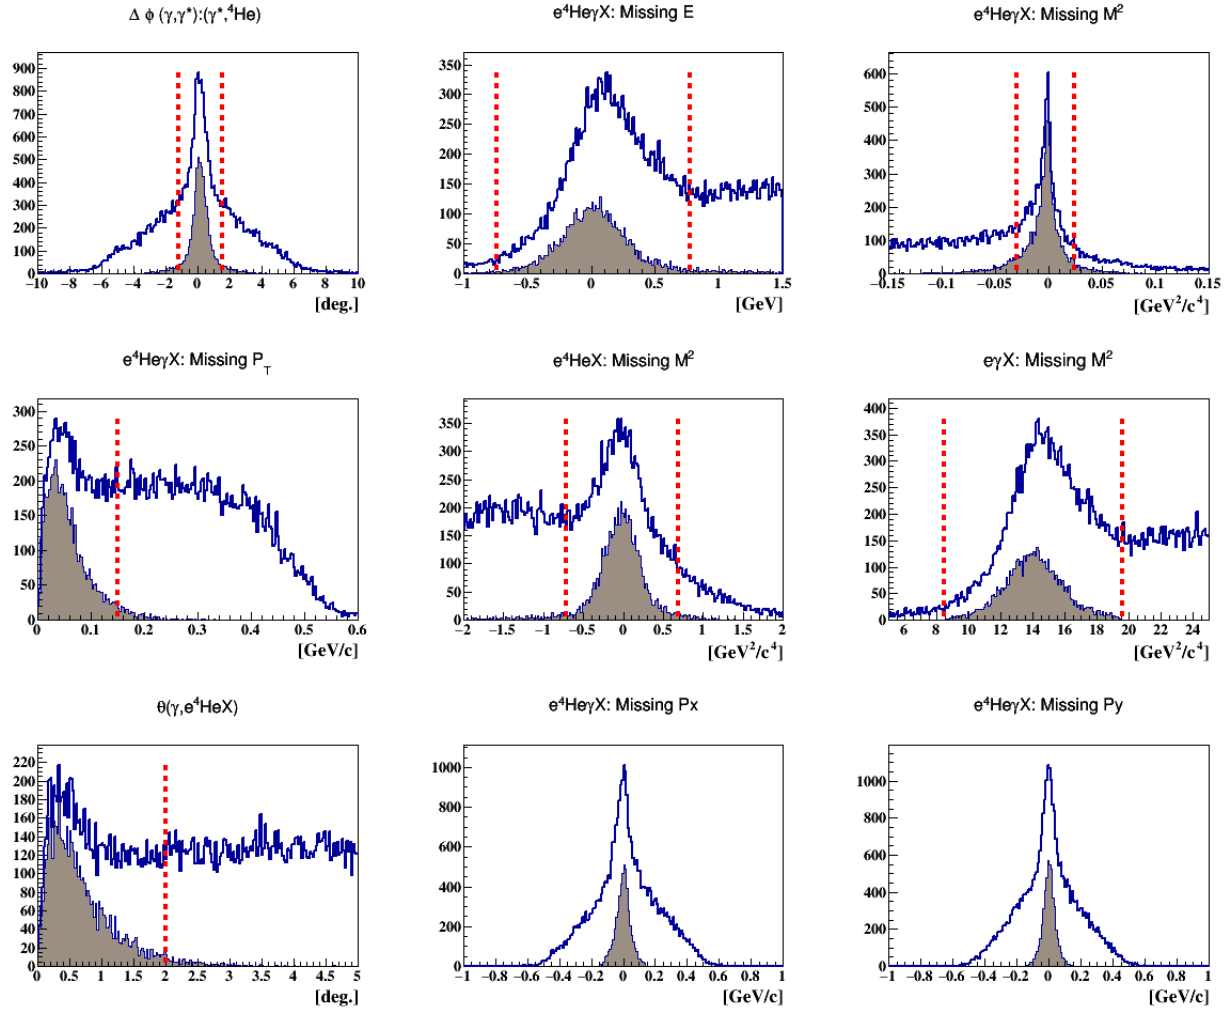 Δ ϕ (γ,γ*):(γ*,⁴He)
900
800
700
600
500
400
300
200
100
0
−10 −8 −6 −4 −2 0 2 4 6 8 10
[deg.]
e⁴HeγX: Missing E
350
300
250
200
150
100
50
0
−1 −0.5 0 0.5 1 1.5
[GeV]
e⁴HeγX: Missing M²
600
500
400
300
200
100
0
−0.15 −0.1 −0.05 0 0.05 0.1 0.15
[GeV²/c⁴]
e⁴HeγX: Missing P_T
300
250
200
150
100
50
0
0 0.1 0.2 0.3 0.4 0.5 0.6
[GeV/c]
e⁴HeX: Missing M²
350
300
250
200
150
100
50
0
−2 −1.5 −1 −0.5 0 0.5 1 1.5 2
[GeV²/c⁴]
eγX: Missing M²
400
350
300
250
200
150
100
50
0
6 8 10 12 14 16 18 20 22 24
[GeV²/c⁴]
θ(γ,e⁴HeX)
220
200
180
160
140
120
100
80
60
40
20
0
0 0.5 1 1.5 2 2.5 3 3.5 4 4.5 5
[deg.]
e⁴HeγX: Missing Px
1000
800
600
400
200
0
−1 −0.8 −0.6 −0.4 −0.2 0 0.2 0.4 0.6 0.8 1
[GeV/c]
e⁴HeγX: Missing Py
1000
800
600
400
200
0
−1 −0.8 −0.6 −0.4 −0.2 0 0.2 0.4 0.6 0.8 1
[GeV/c]